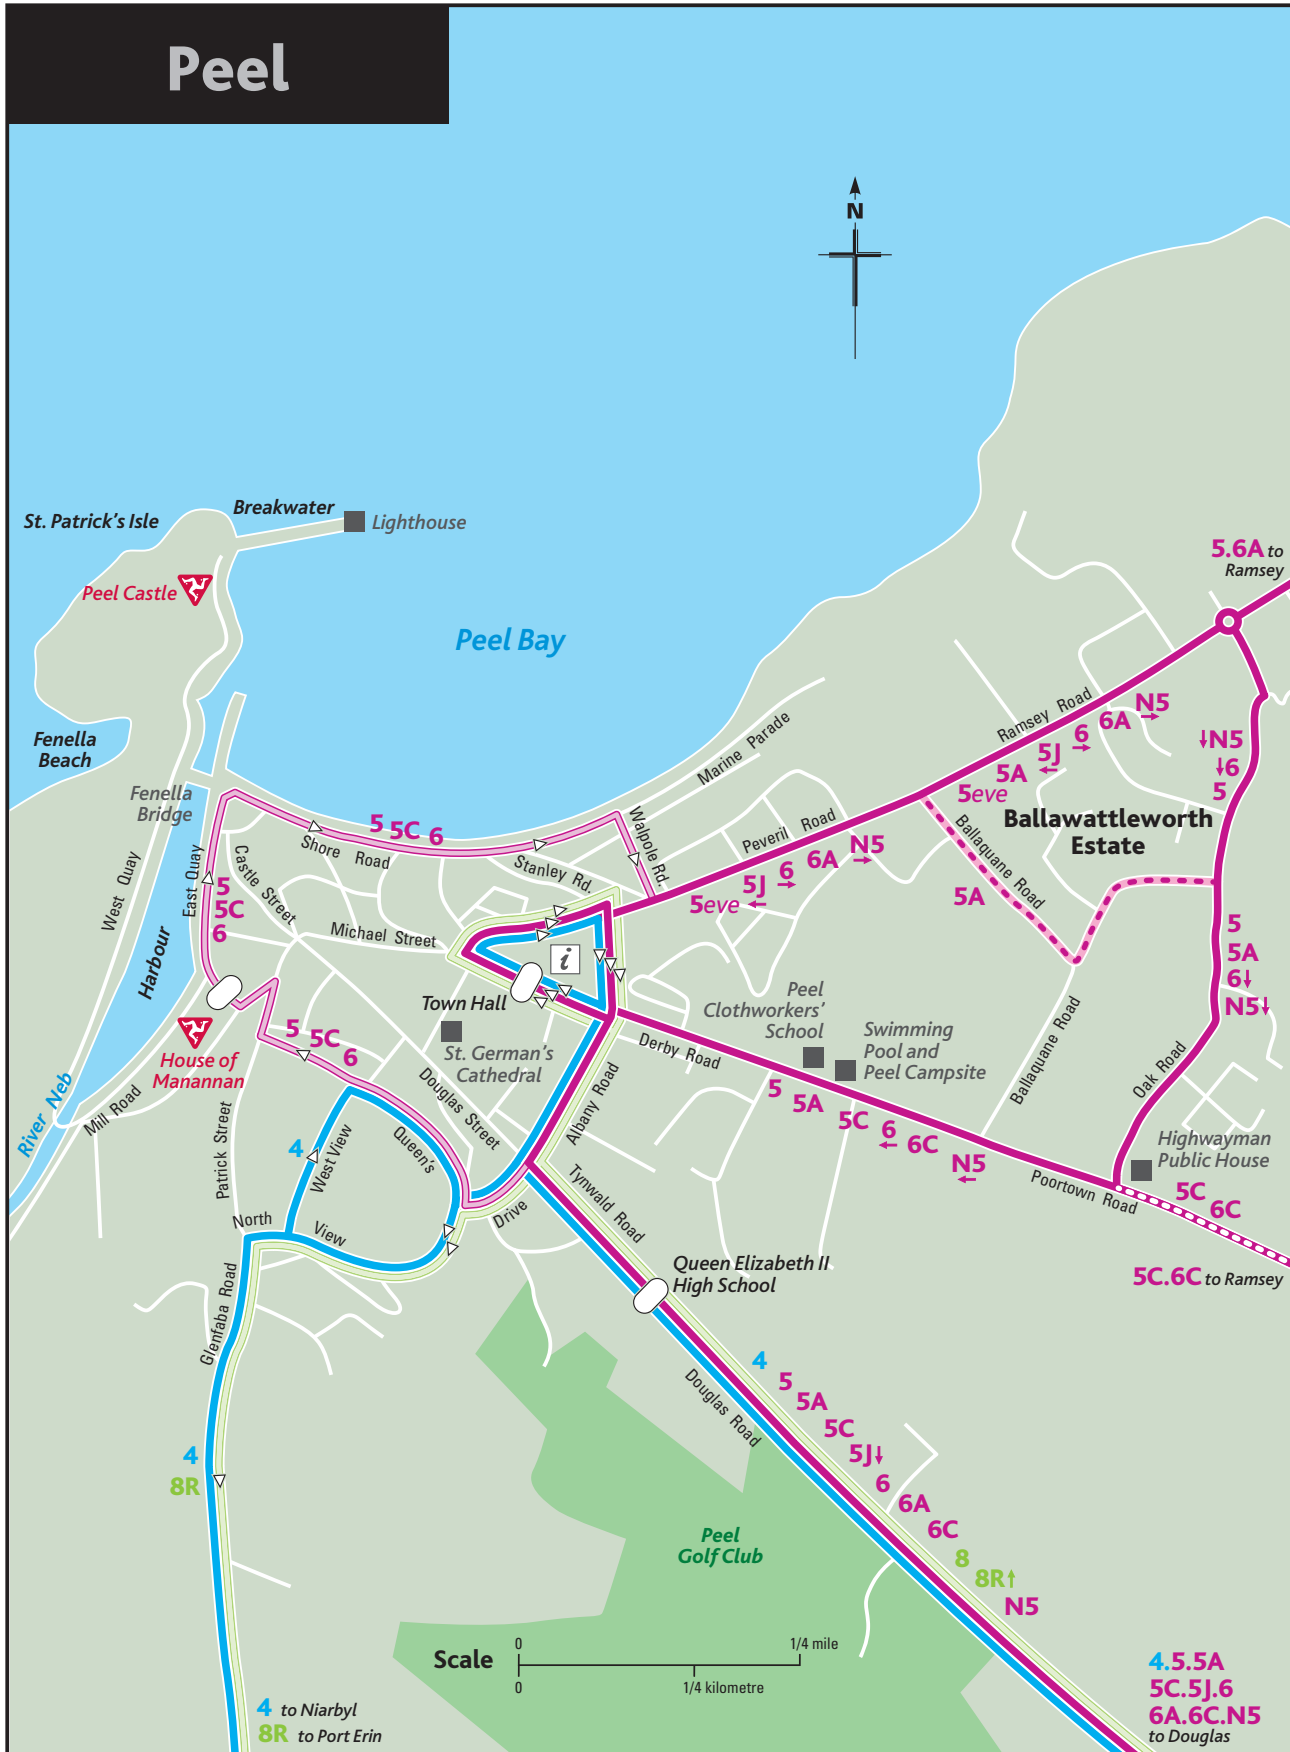 Peel
N
St. Patrick's Isle
Breakwater
Lighthouse
Peel Castle
Peel Bay
5.6A to
Ramsey
Fenella
Beach
Fenella
Bridge
Marine Parade
Ramsey Road
5eve
5A
5J
6
6A
N5
N5
6
5
Ballawattleworth
Estate
5 5C 6
Shore Road
Stanley Rd.
Walpole Rd.
Peveril Road
5eve
5J
6
6A
N5
Ballaquane Road
5A
West Quay
East Quay
Castle Street
5
5C
6
Harbour
Michael Street
i
Town Hall
St. German's
Cathedral
Peel
Clothworkers'
School
Swimming
Pool and
Peel Campsite
5
5A
6
N5
House of
Manannan
5 5C 6
River Neb
Mill Road
Patrick Street
Douglas Street
Albany Road
Derby Road
5
5A
5C
6
6C
N5
Ballaquane Road
Oak Road
Highwayman
Public House
Poortown Road
5C
6C
5C.6C to Ramsey
4
West View
Queen's
Drive
North
View
Tynwald Road
Glenfaba Road
Queen Elizabeth II
High School
Douglas Road
4
5
5A
5C
5J
6
6A
6C
8
8R
N5
4
8R
Peel
Golf Club
Scale
0
1/4 mile
0
1/4 kilometre
4 to Niarbyl
8R to Port Erin
4.5.5A
5C.5J.6
6A.6C.N5
to Douglas